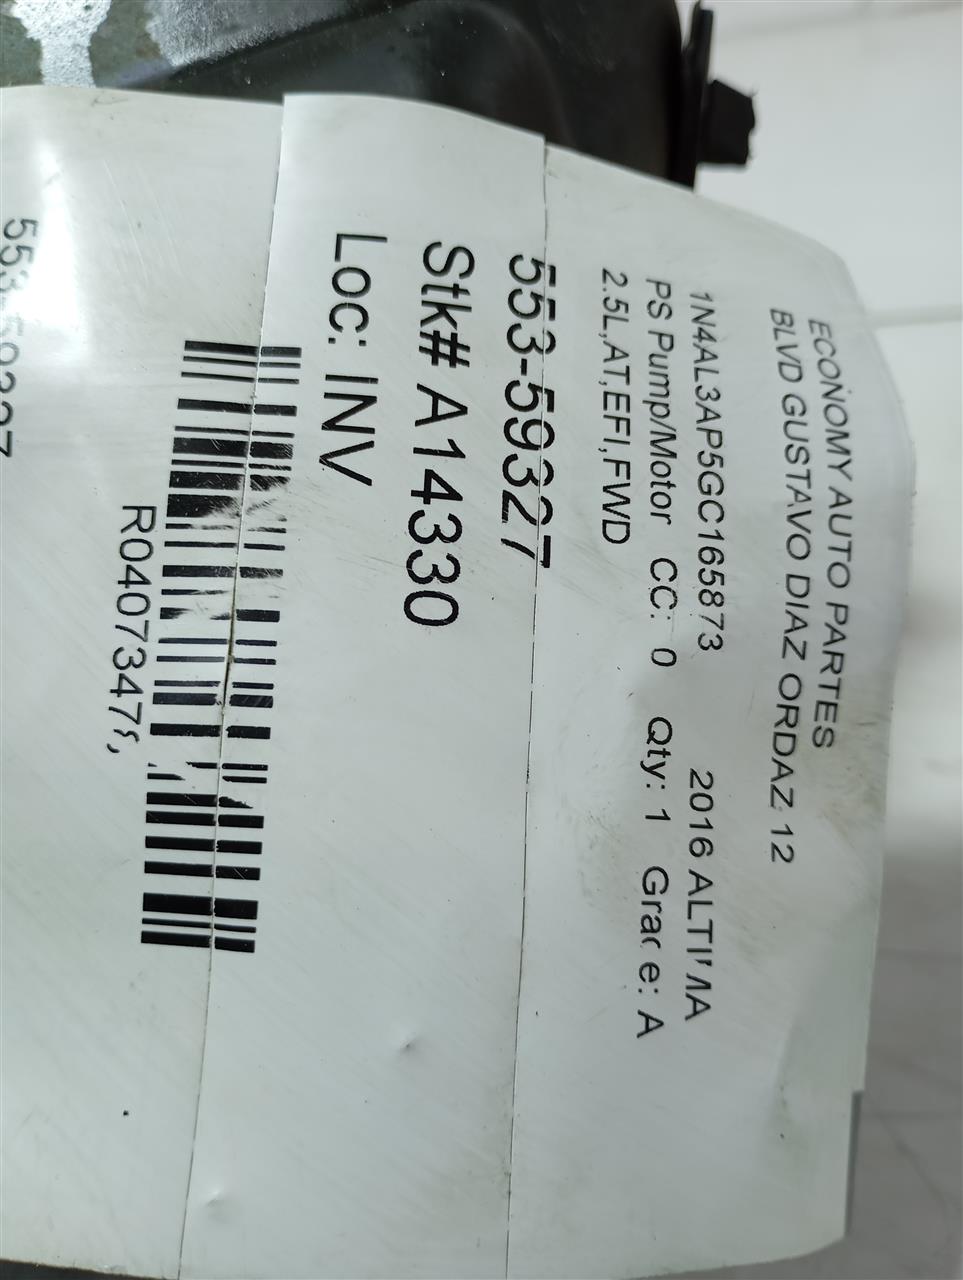 ECONOMY AUTO PARTES
BLVD GUSTAVO DIAZ ORDAZ 12
1N4AL3AP5GC165873 2016 ALTIMA
PS Pump/Motor CC: 0 Qty: 1 Grade: A
2.5L,AT,EFI,FWD
553-59327
Stk# A14330
Loc: INV